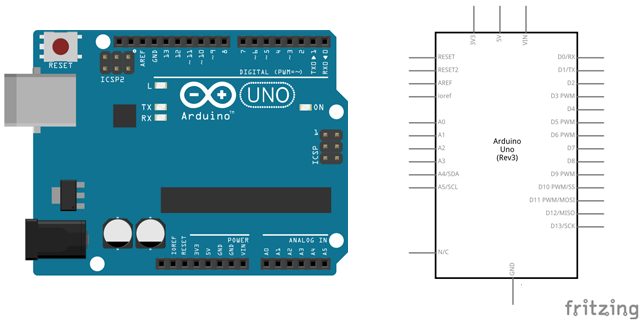 RESET
ICSP2
AREF
GND
13
12
~11
~10
~9
8
7
~6
~5
4
~3
2
TX0 1
RX0 0
DIGITAL (PWM=~)
L
TX
RX
Arduino™
UNO
ON
1
ICSP
IOREF
RESET
3V3
5V
GND
GND
VIN
POWER
A0
A1
A2
A3
A4
A5
ANALOG IN
3V3
5V
VIN
RESET
RESET2
AREF
ioref
A0
A1
A2
A3
A4/SDA
A5/SCL
N/C
Arduino
Uno
(Rev3)
D0/RX
D1/TX
D2
D3 PWM
D4
D5 PWM
D6 PWM
D7
D8
D9 PWM
D10 PWM/SS
D11 PWM/MOSI
D12/MISO
D13/SCK
GND
fritzing